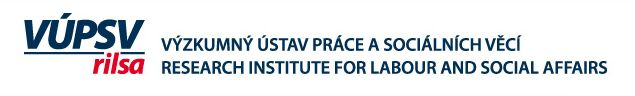 VÚPSV
rilsa
VÝZKUMNÝ ÚSTAV PRÁCE A SOCIÁLNÍCH VĚCÍ
RESEARCH INSTITUTE FOR LABOUR AND SOCIAL AFFAIRS